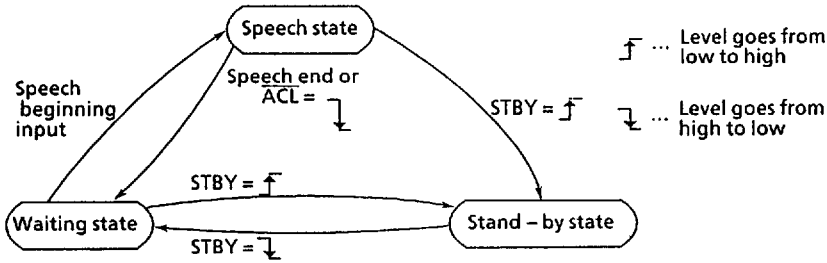 Speech state
Level goes from
low to high
Speech
beginning
input
Speech end or
A̅C̅L̅ =
STBY =
Level goes from
high to low
STBY =
Waiting state
Stand – by state
STBY =